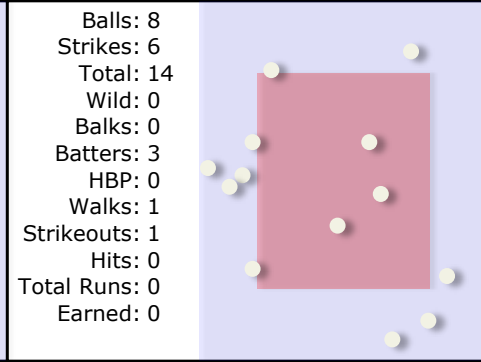 Balls: 8
Strikes: 6
Total: 14
Wild: 0
Balks: 0
Batters: 3
HBP: 0
Walks: 1
Strikeouts: 1
Hits: 0
Total Runs: 0
Earned: 0